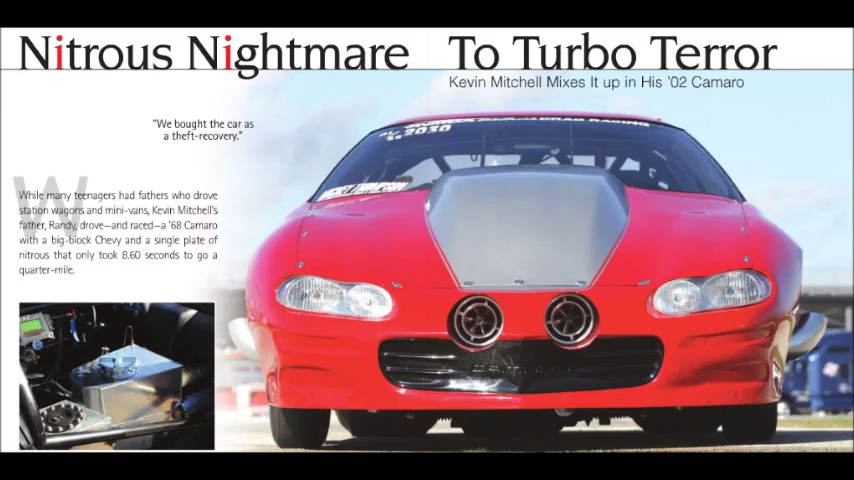 Nitrous Nightmare To Turbo Terror
Kevin Mitchell Mixes It up in His '02 Camaro
"We bought the car as
a theft-recovery."
W
While many teenagers had fathers who drove
station wagons and mini-vans, Kevin Mitchell's
father, Randy, drove—and raced—a '68 Camaro
with a big-block Chevy and a single plate of
nitrous that only took 8.60 seconds to go a
quarter-mile.
2030
DRAG RACING